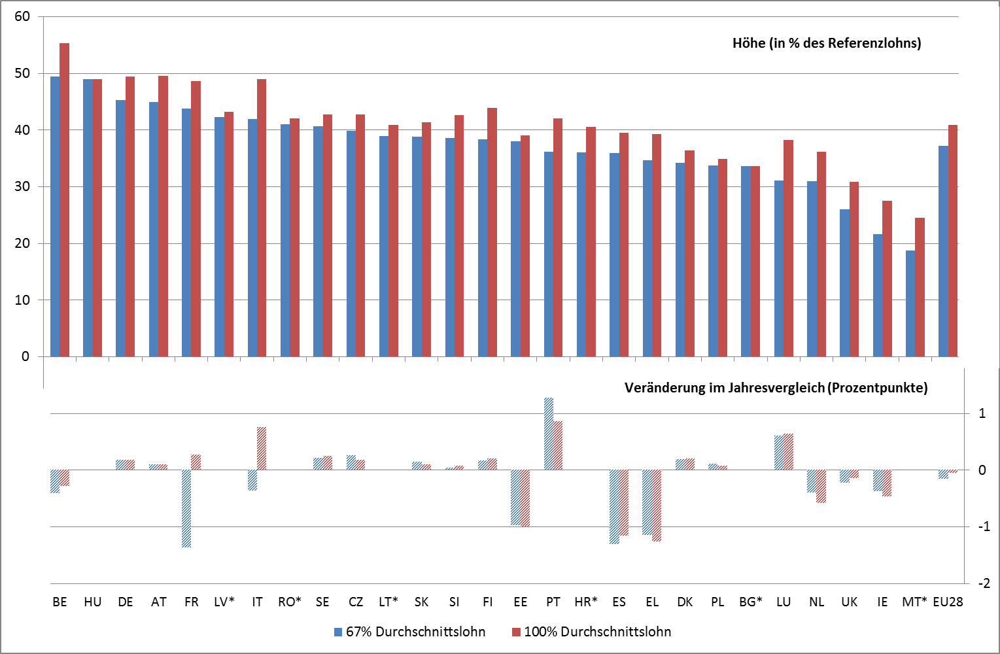 60
Höhe (in % des Referenzlohns)
50
40
30
20
10
0
Veränderung im Jahresvergleich (Prozentpunkte)
1
0
-1
-2
BE HU DE AT FR LV* IT RO* SE CZ LT* SK SI FI EE PT HR* ES EL DK PL BG* LU NL UK IE MT* EU28
67% Durchschnittslohn 100% Durchschnittslohn